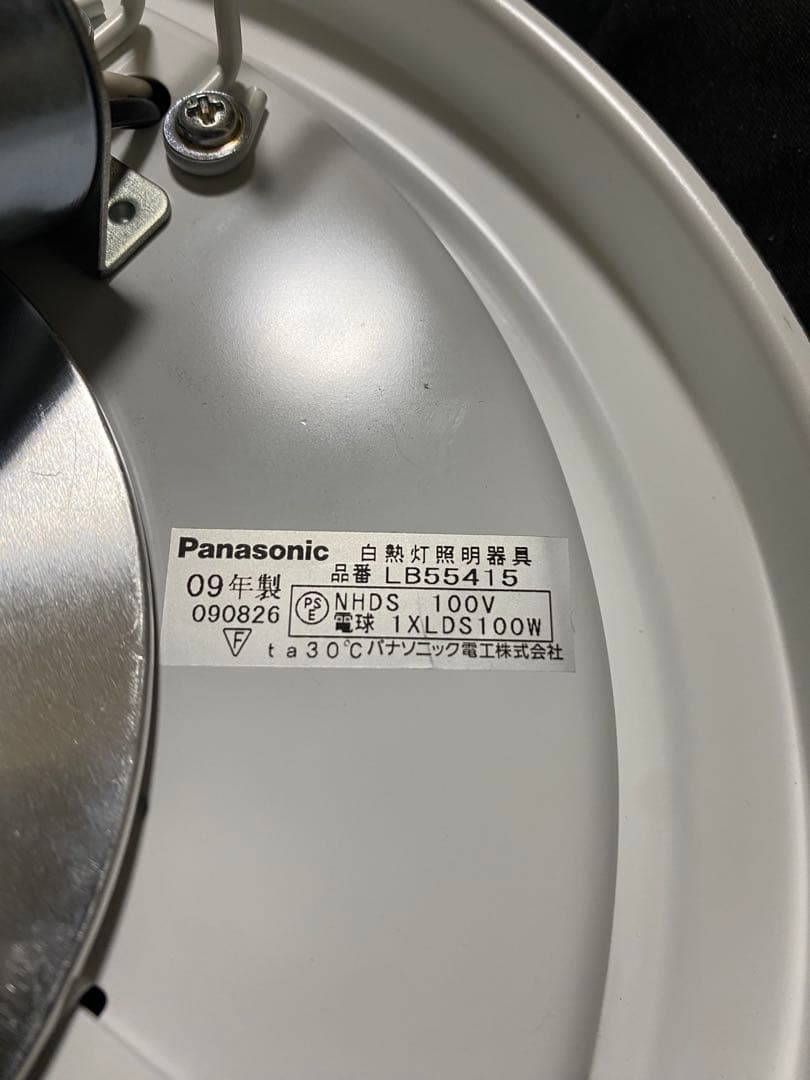 Panasonic 白熱灯照明器具
品番 LB55415
09年製
090826
PS
E
NHDS 100V
電球 1XLDS100W
F
ta30℃ パナソニック電工株式会社